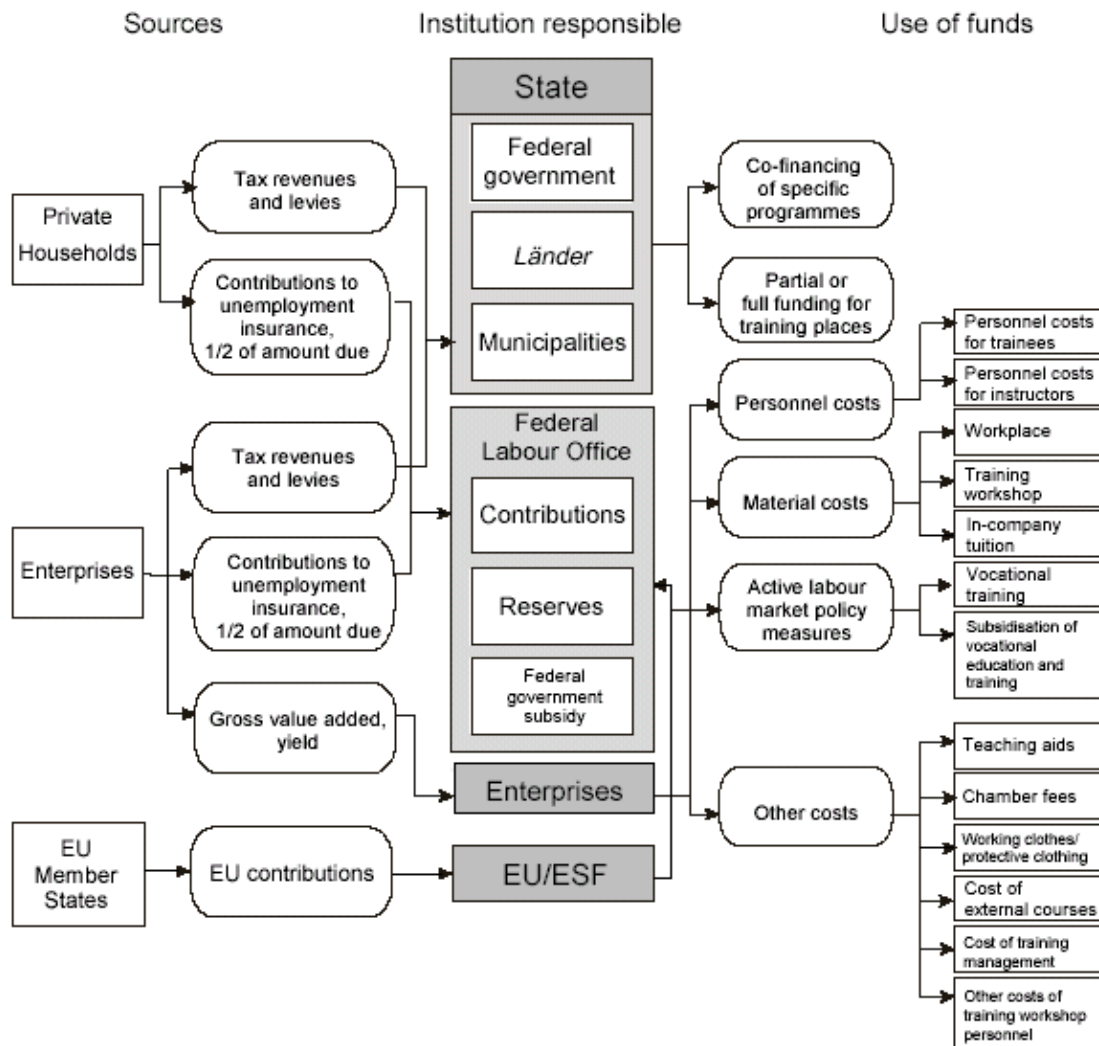 Sources
Institution responsible
Use of funds
State
Federal
government
Länder
Municipalities
Private
Households
Tax revenues
and levies
Contributions to
unemployment
insurance,
1/2 of amount due
Co-financing
of specific
programmes
Partial or
full funding for
training places
Enterprises
Tax revenues
and levies
Contributions to
unemployment
insurance,
1/2 of amount due
Gross value added,
yield
Federal
Labour Office
Contributions
Reserves
Federal
government
subsidy
Enterprises
EU
Member
States
EU contributions
EU/ESF
Personnel costs
Personnel costs
for trainees
Personnel costs
for instructors
Material costs
Workplace
Training
workshop
In-company
tuition
Active labour
market policy
measures
Vocational
training
Subsidisation of
vocational
education and
training
Other costs
Teaching aids
Chamber fees
Working clothes/
protective clothing
Cost of
external courses
Cost of training
management
Other costs of
training workshop
personnel